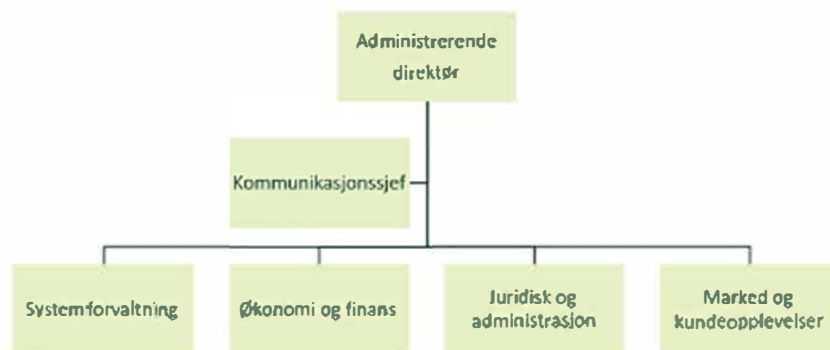 Administrerende
direktør
Kommunikasjonssjef
Systemforvaltning
Økonomi og finans
Juridisk og
administrasjon
Marked og
kundeopplevelser